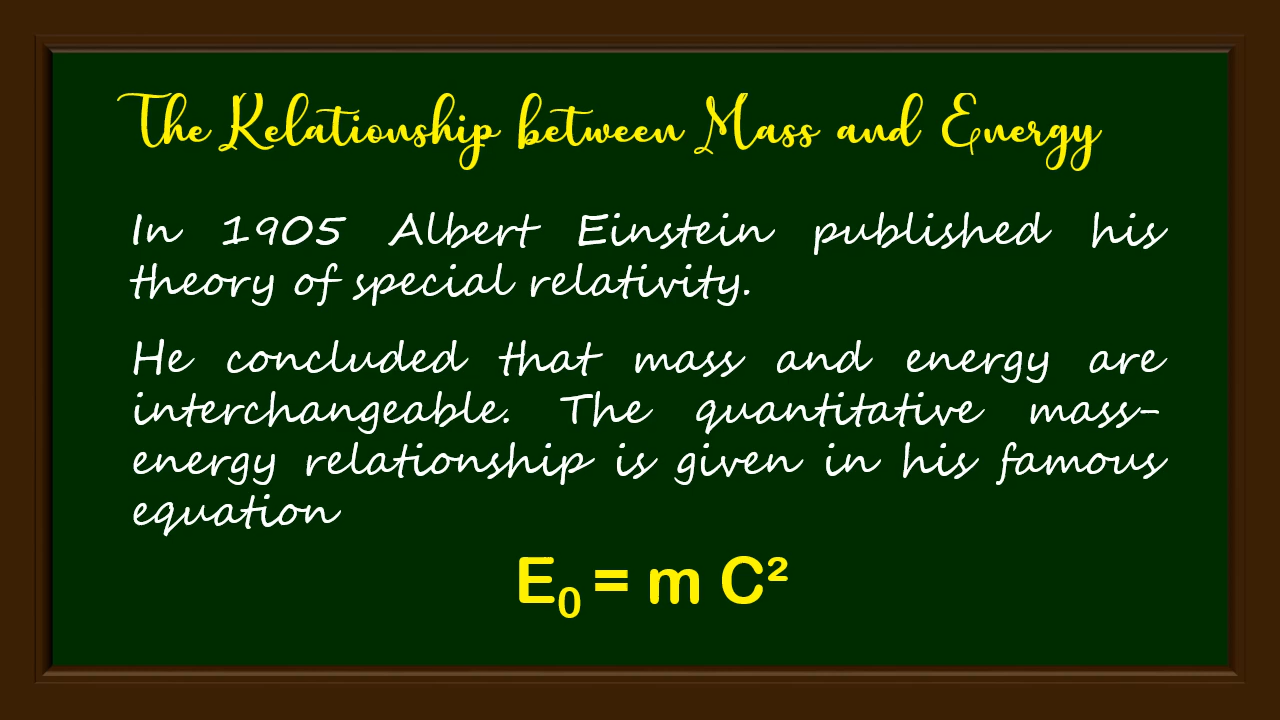 The Relationship between Mass and Energy
In 1905 Albert Einstein published his
theory of special relativity.
He concluded that mass and energy are
interchangeable. The quantitative mass-
energy relationship is given in his famous
equation
E₀ = m C²